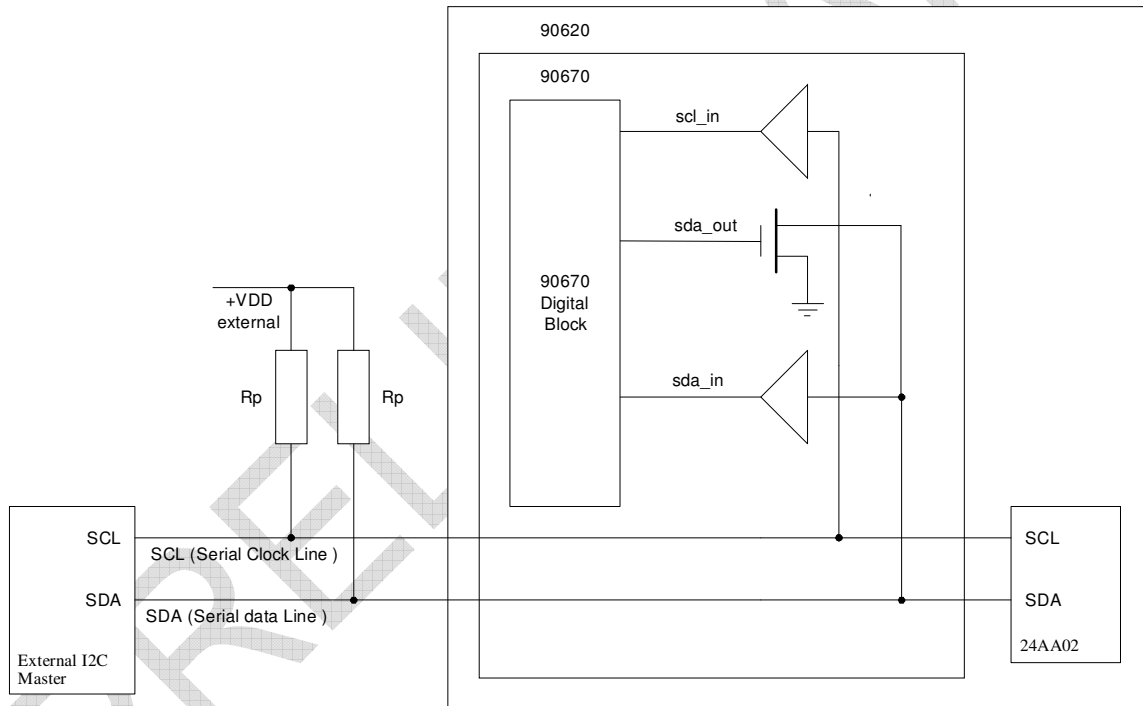 90620
90670
scl_in
sda_out
90670
Digital
Block
sda_in
+VDD
external
Rp
Rp
SCL
SCL (Serial Clock Line )
SDA
SDA (Serial data Line )
External I2C
Master
SCL
SDA
24AA02